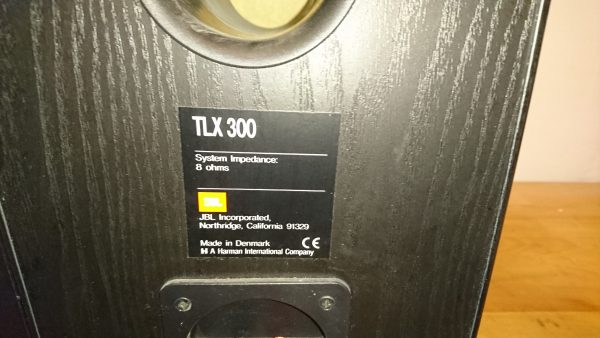 TLX 300
System Impedance:
8 ohms
JBL
JBL Incorporated,
Northridge, California 91329
Made in Denmark CE
H A Harman International Company